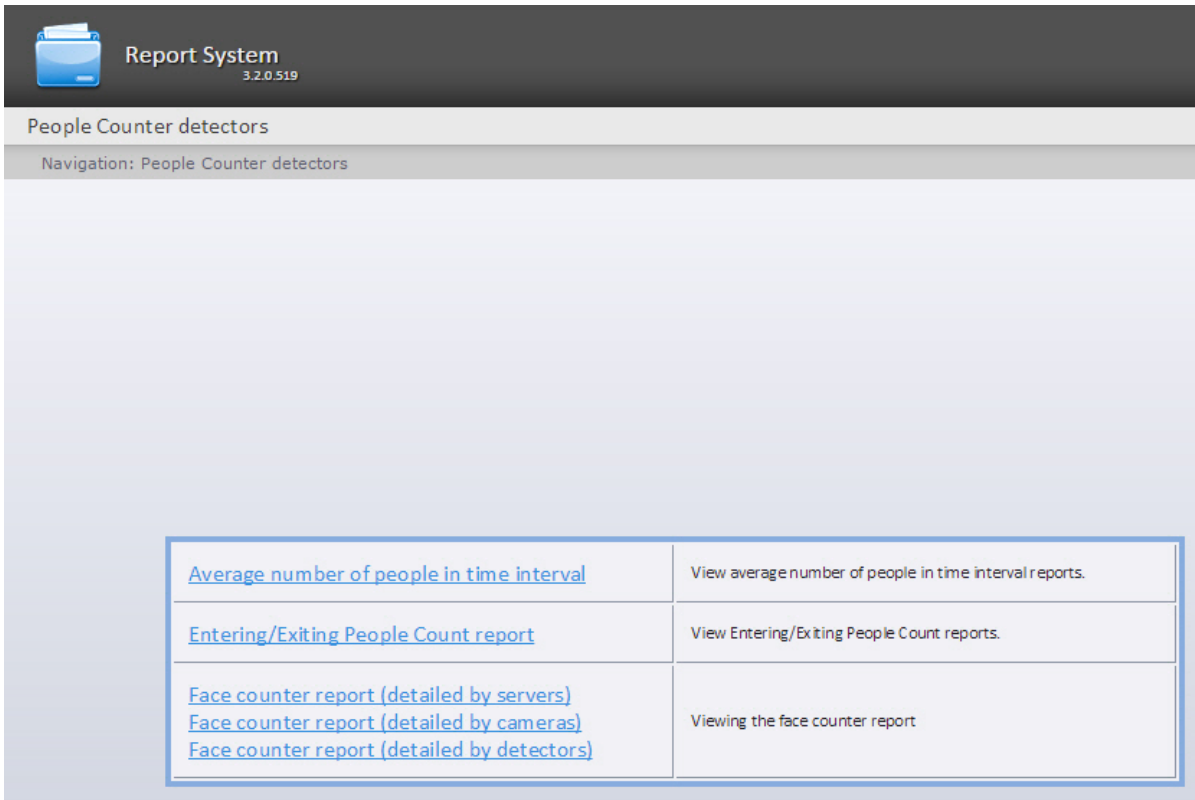 Report System
3.2.0.519
People Counter detectors
Navigation: People Counter detectors
Average number of people in time interval
View average number of people in time interval reports.
Entering/Exiting People Count report
View Entering/Exiting People Count reports.
Face counter report (detailed by servers)
Face counter report (detailed by cameras)
Face counter report (detailed by detectors)
Viewing the face counter report